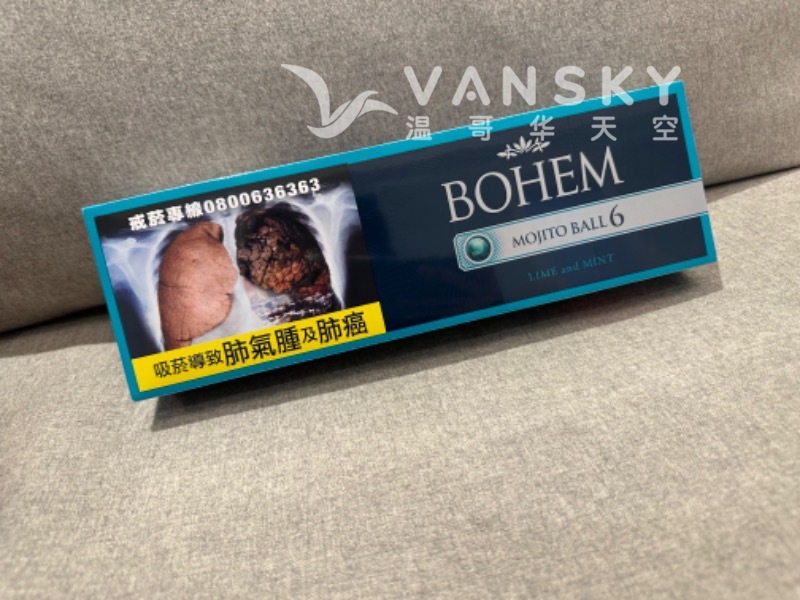 VANSKY
温哥华天空
戒菸專線0800636363
BOHEM
MOJITO BALL 6
LIME and MINT
吸菸導致肺氣腫及肺癌